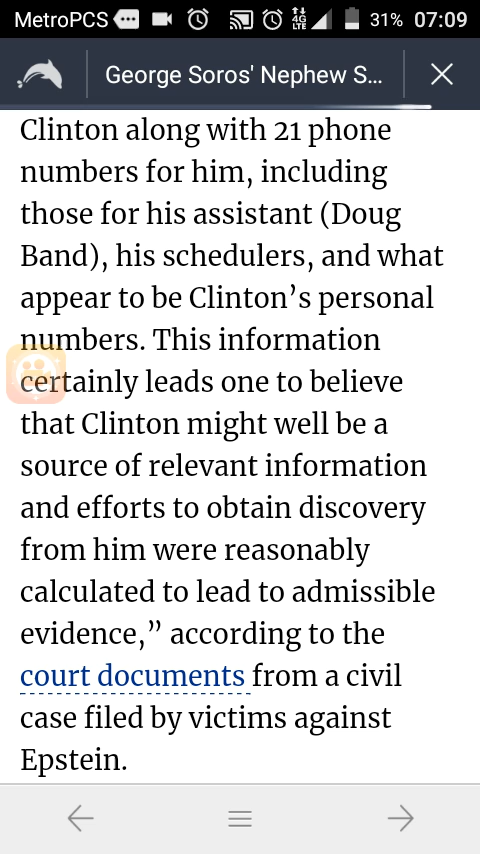 MetroPCS 4G LTE 31% 07:09
George Soros' Nephew S...
Clinton along with 21 phone
numbers for him, including
those for his assistant (Doug
Band), his schedulers, and what
appear to be Clinton’s personal
numbers. This information
certainly leads one to believe
that Clinton might well be a
source of relevant information
and efforts to obtain discovery
from him were reasonably
calculated to lead to admissible
evidence,” according to the
court documents from a civil
case filed by victims against
Epstein.